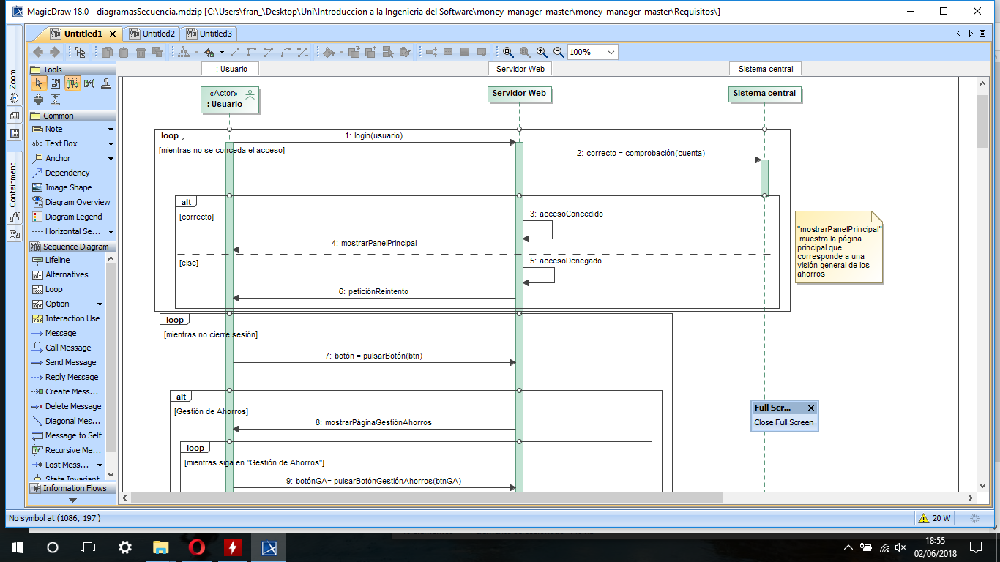 MagicDraw 18.0 - diagramasSecuencia.mdzip [C:\Users\fran_\Desktop\Uni\Introduccion a la Ingenieria del Software\money-manager-master\money-manager-master\Requisitos\]
Untitled1
Untitled2
Untitled3
100%
Zoom
Containment
Tools
Common
Note
abc Text Box
Anchor
Dependency
Image Shape
Diagram Overview
Diagram Legend
Horizontal Se...
Sequence Diagram
Lifeline
Alternatives
Loop
Option
Interaction Use
Message
Call Message
Send Message
Reply Message
Create Mess...
Delete Message
Diagonal Mes...
Message to Self
Recursive Me...
Lost Mess...
State Invariant
Information Flows
: Usuario
Servidor Web
Sistema central
«Actor»
: Usuario
Servidor Web
Sistema central
loop
[mientras no se conceda el acceso]
1: login(usuario)
2: correcto = comprobación(cuenta)
alt
[correcto]
3: accesoConcedido
4: mostrarPanelPrincipal
[else]
5: accesoDenegado
6: peticiónReintento
"mostrarPanelPrincipal"
muestra la página
principal que
corresponde a una
visión general de los
ahorros
loop
[mientras no cierre sesión]
7: botón = pulsarBotón(btn)
alt
[Gestión de Ahorros]
8: mostrarPáginaGestiónAhorros
loop
[mientras siga en "Gestión de Ahorros"]
9: botónGA= pulsarBotónGestiónAhorros(btnGA)
Full Scr...
Close Full Screen
No symbol at (1086, 197 )
20 W
18:55
02/06/2018